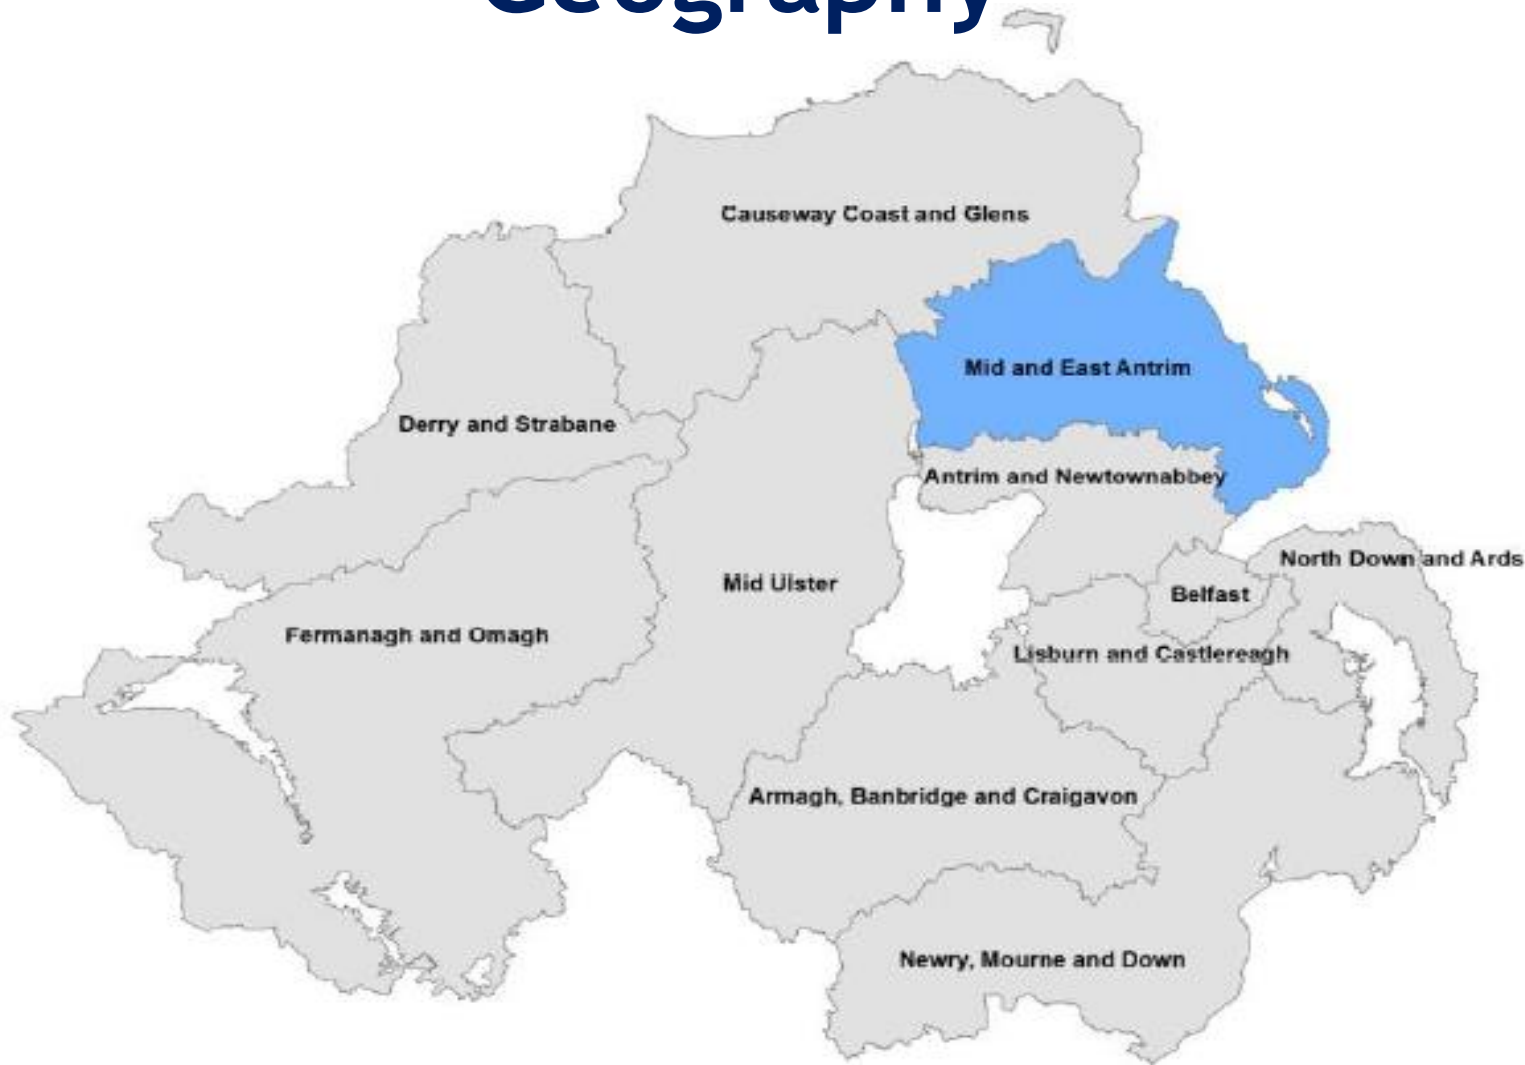 Geography
Causeway Coast and Glens
Mid and East Antrim
Derry and Strabane
Antrim and Newtownabbey
North Down and Ards
Mid Ulster
Belfast
Fermanagh and Omagh
Lisburn and Castlereagh
Armagh, Banbridge and Craigavon
Newry, Mourne and Down